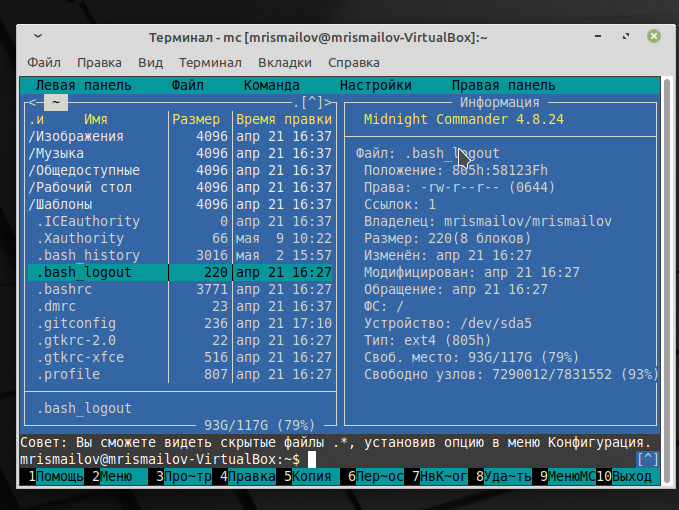 Терминал - mc [mrismailov@mrismailov-VirtualBox]:~
Файл Правка Вид Терминал Вкладки Справка
Левая панель Файл Команда Настройки Правая панель
<─ ~ ─.[^]>
.и Имя Размер Время правки
/Изображения 4096 апр 21 16:37
/Музыка 4096 апр 21 16:37
/Общедоступные 4096 апр 21 16:37
/Рабочий стол 4096 апр 21 16:37
/Шаблоны 4096 апр 21 16:37
.ICEauthority 0 апр 21 16:37
.Xauthority 66 мая 9 10:22
.bash_history 3016 мая 2 15:57
.bash_logout 220 апр 21 16:27
.bashrc 3771 апр 21 16:27
.dmrc 23 апр 21 16:37
.gitconfig 236 апр 21 17:10
.gtkrc-2.0 22 апр 21 16:27
.gtkrc-xfce 516 апр 21 16:27
.profile 807 апр 21 16:27
.bash_logout
93G/117G (79%)
Информация
Midnight Commander 4.8.24
Файл: .bash_logout
Положение: 805h:58123Fh
Права: -rw-r--r-- (0644)
Ссылок: 1
Владелец: mrismailov/mrismailov
Размер: 220(8 блоков)
Изменён: апр 21 16:27
Модифицирован: апр 21 16:27
Обращение: апр 21 16:27
ФС: /
Устройство: /dev/sda5
Тип: ext4 (805h)
Своб. место: 93G/117G (79%)
Свободно узлов: 7290012/7831552 (93%)
Совет: Вы сможете видеть скрытые файлы .*, установив опцию в меню Конфигурация.
mrismailov@mrismailov-VirtualBox:~$ [^]
1Помощь 2Меню 3Про~тр 4Правка 5Копия 6Пер~ос 7НвК~ог 8Уда~ть 9МенюМС 10Выход